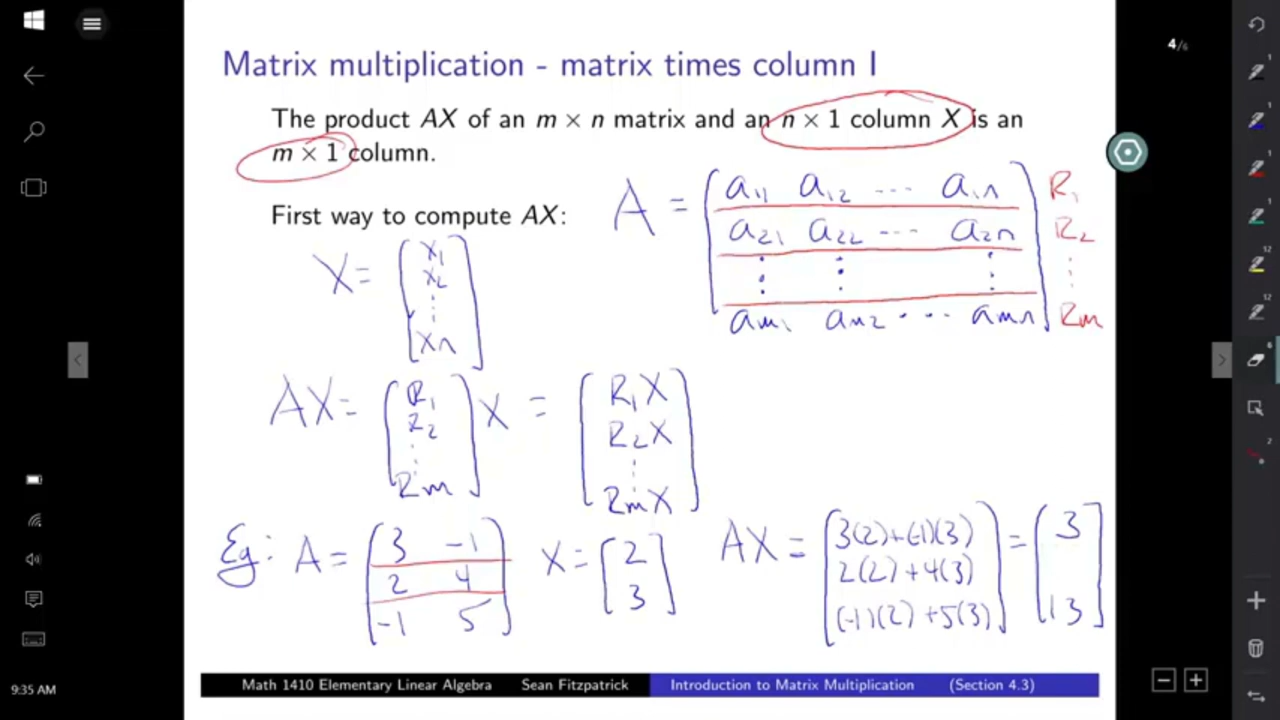 4/6
Matrix multiplication - matrix times column I
The product AX of an m × n matrix and an n × 1 column X is an
m × 1 column.
First way to compute AX:
A = [a₁₁ a₁₂ ... a₁ₙ] R₁
a₂₁ a₂₂ ... a₂ₙ R₂
⋮ ⋮ ⋮ ⋮
aₘ₁ aₘ₂ ... aₘₙ Rₘ
X = [x₁
x₂
⋮
xₙ]
AX = [R₁
R₂
⋮
Rₘ] X = [R₁X
R₂X
⋮
RₘX]
Eg: A = [3 -1
2 4
-1 5]
X = [2
3]
AX = [3(2)+(-1)(3)
2(2)+4(3)
(-1)(2)+5(3)] = [3
13]
Math 1410 Elementary Linear Algebra Sean Fitzpatrick Introduction to Matrix Multiplication (Section 4.3)
9:35 AM